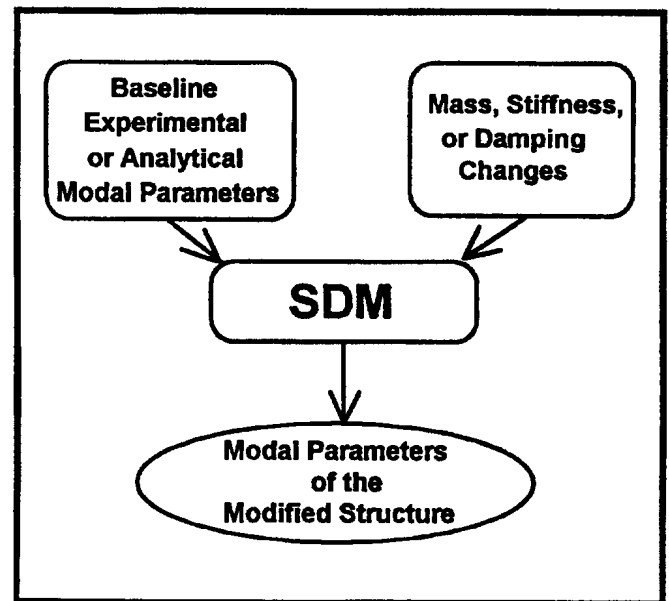 Baseline
Experimental
or Analytical
Modal Parameters
Mass, Stiffness,
or Damping
Changes
SDM
Modal Parameters
of the
Modified Structure